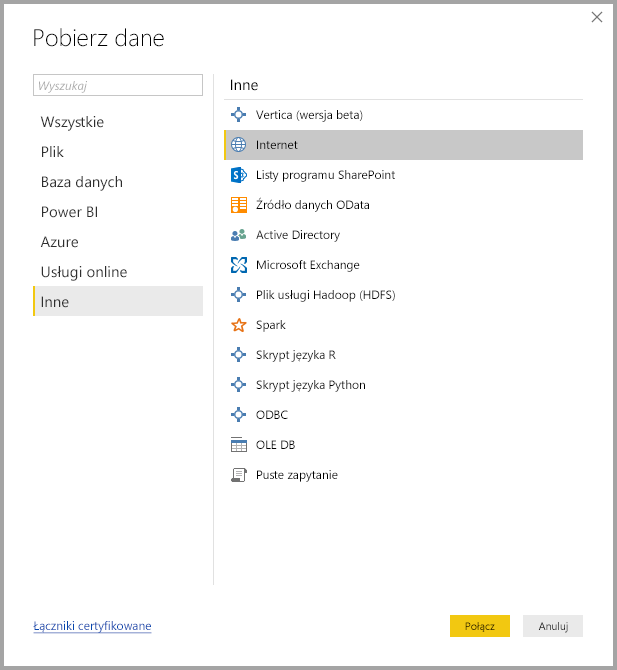 Pobierz dane
Wyszukaj
Wszystkie
Plik
Baza danych
Power BI
Azure
Usługi online
Inne
Inne
Vertica (wersja beta)
Internet
Listy programu SharePoint
Źródło danych OData
Active Directory
Microsoft Exchange
Plik usługi Hadoop (HDFS)
Spark
Skrypt języka R
Skrypt języka Python
ODBC
OLE DB
Puste zapytanie
Łączniki certyfikowane
Połącz
Anuluj